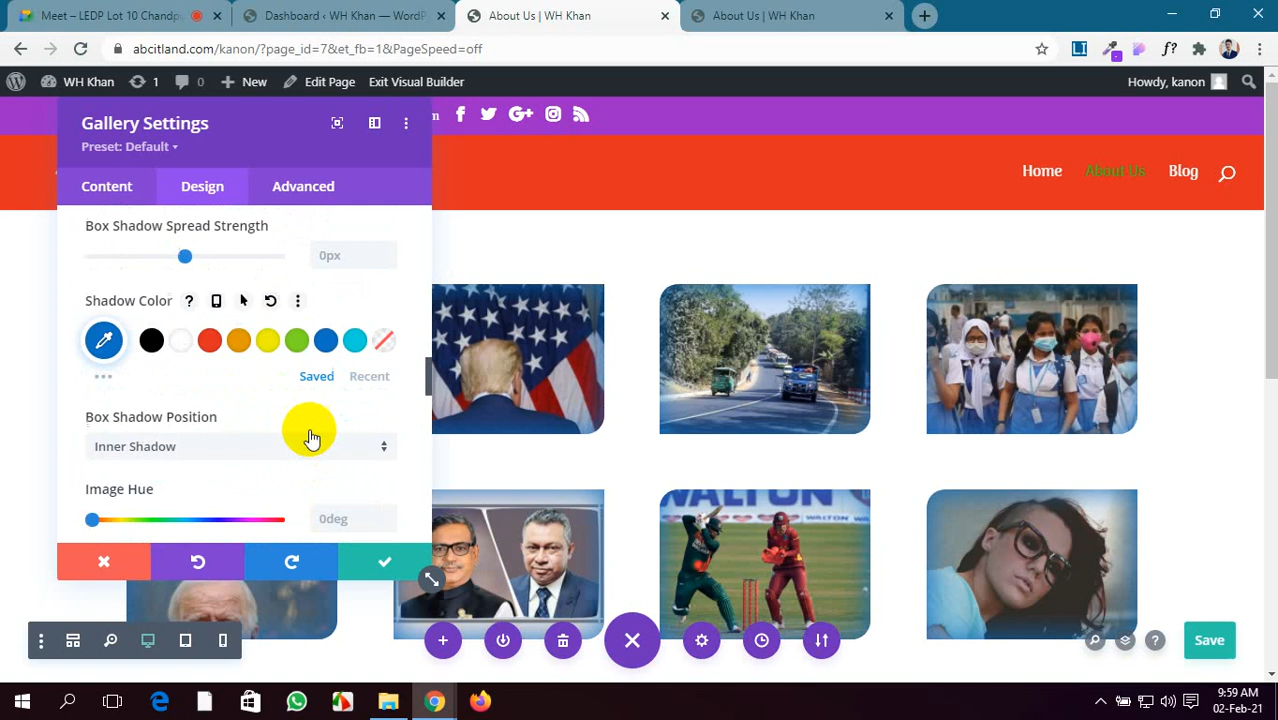 Meet – LEDP Lot 10 Chandp
Dashboard ‹ WH Khan — WordP
About Us | WH Khan
About Us | WH Khan
abcitland.com/kanon/?page_id=7&et_fb=1&PageSpeed=off
WH Khan
1
0
New
Edit Page
Exit Visual Builder
Howdy, kanon
Gallery Settings
m
Preset: Default
Home
About Us
Blog
Content
Design
Advanced
Box Shadow Spread Strength
0px
Shadow Color
Saved
Recent
Box Shadow Position
Inner Shadow
Image Hue
0deg
WALTON
WALTON
Save
9:59 AM
02-Feb-21